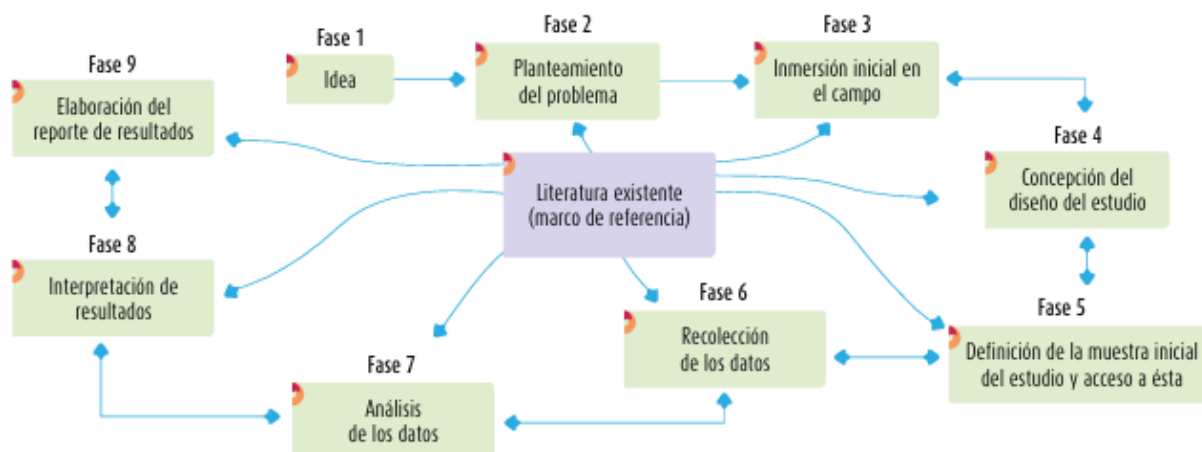 Fase 1
Idea
Fase 2
Planteamiento
del problema
Fase 3
Inmersión inicial en
el campo
Fase 4
Concepción del
diseño del estudio
Fase 5
Definición de la muestra inicial
del estudio y acceso a ésta
Fase 6
Recolección
de los datos
Fase 7
Análisis
de los datos
Fase 8
Interpretación de
resultados
Fase 9
Elaboración del
reporte de resultados
Literatura existente
(marco de referencia)